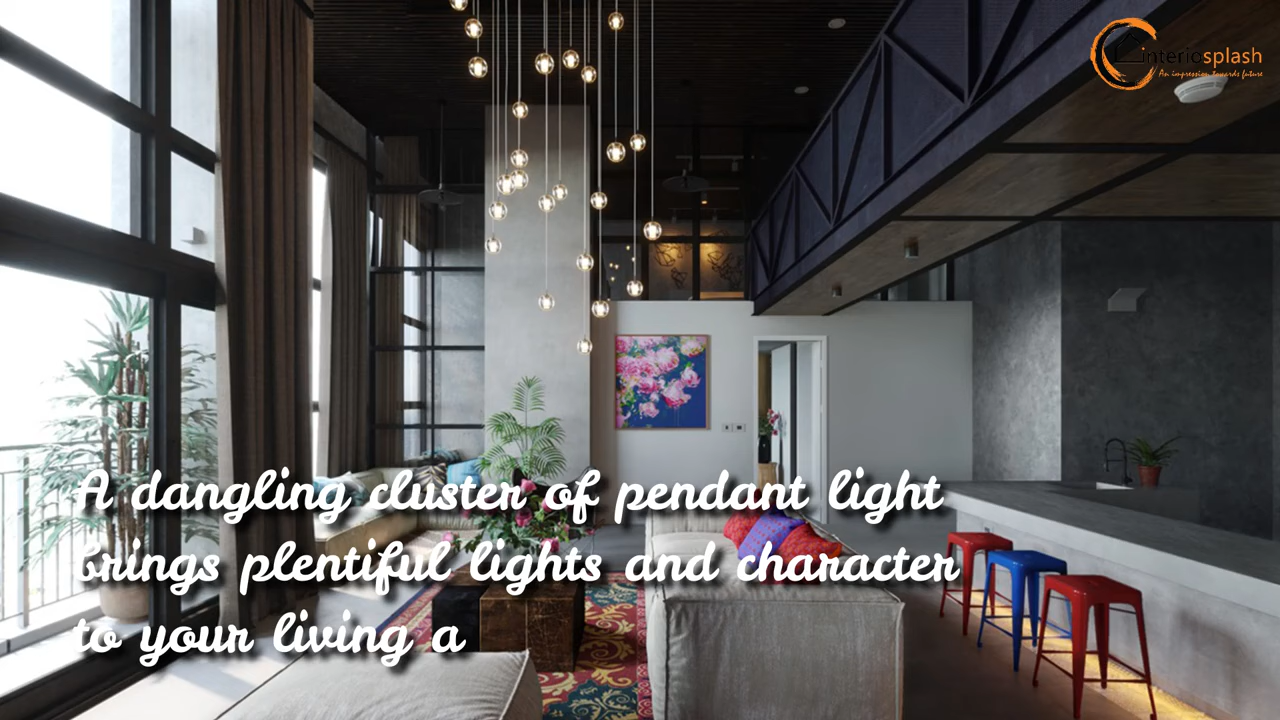 interiosplash
An impression towards future
A dangling cluster of pendant light
brings plentiful lights and character
to your living a